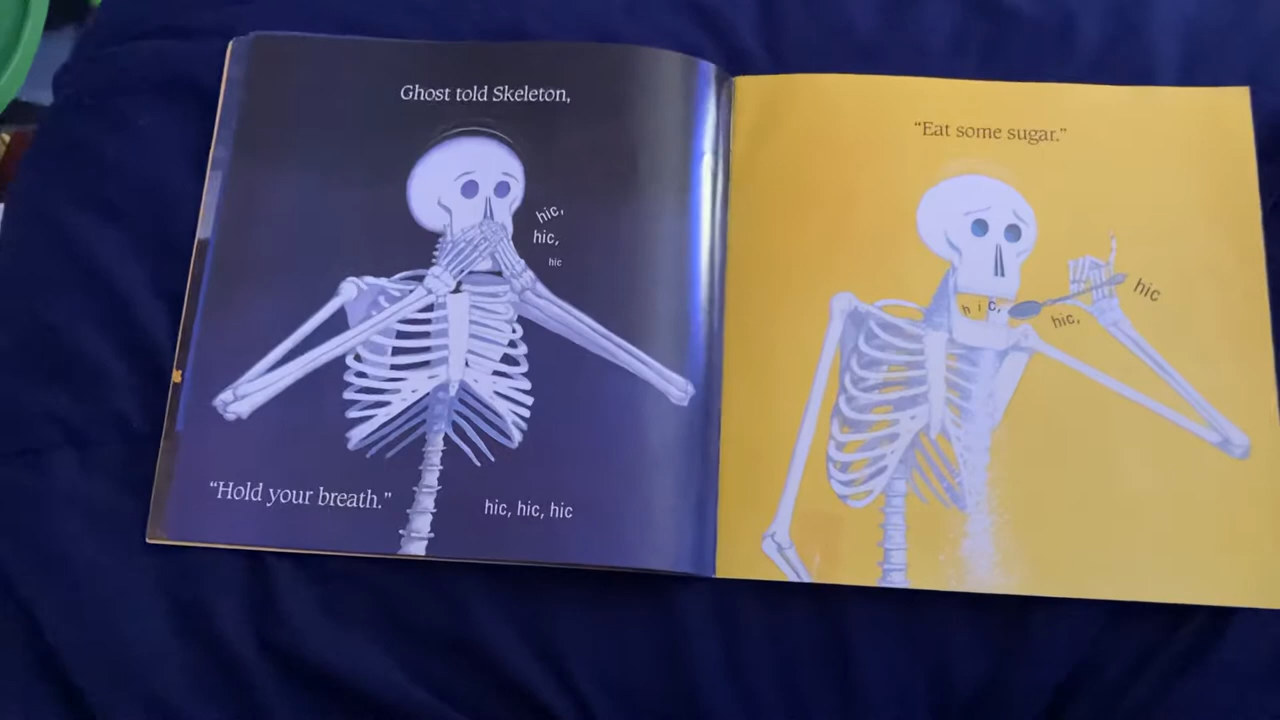 Ghost told Skeleton,
hic,
hic,
hic
“Hold your breath.”
hic, hic, hic
“Eat some sugar.”
hic,
hic,
hic